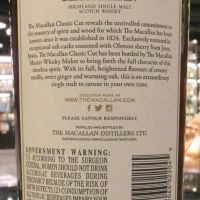 HIGHLAND SINGLE MALT
SCOTCH WHISKY
The Macallan Classic Cut reveals the unrivalled commitment to
the mastery of spirit and wood for which The Macallan has been
known since it was established in 1824. Exclusively matured in
exceptional oak casks seasoned with Oloroso sherry from Jerez,
Spain, The Macallan Classic Cut has been bottled by The Macallan
Master Whisky Maker to bring forth the full character of this
timeless spirit. With its full, brightened flavours of creamy
vanilla, sweet ginger and warming oak, this is an extraordinary
single malt to savour in your own time.
DISCOVER MORE AT
WWW.THEMACALLAN.COM
PLEASE SAVOUR RESPONSIBLY
DISTILLED AND BOTTLED BY
THE MACALLAN DISTILLERS LTD.
EASTER ELCHIES CRAIGELLACHIE SCOTLAND
GOVERNMENT WARNING:
(1) ACCORDING TO THE SURGEON
GENERAL, WOMEN SHOULD NOT DRINK
ALCOHOLIC BEVERAGES DURING
PREGNANCY BECAUSE OF THE RISK OF
BIRTH DEFECTS. (2) CONSUMPTION OF
ALCOHOLIC BEVERAGES IMPAIRS YOUR